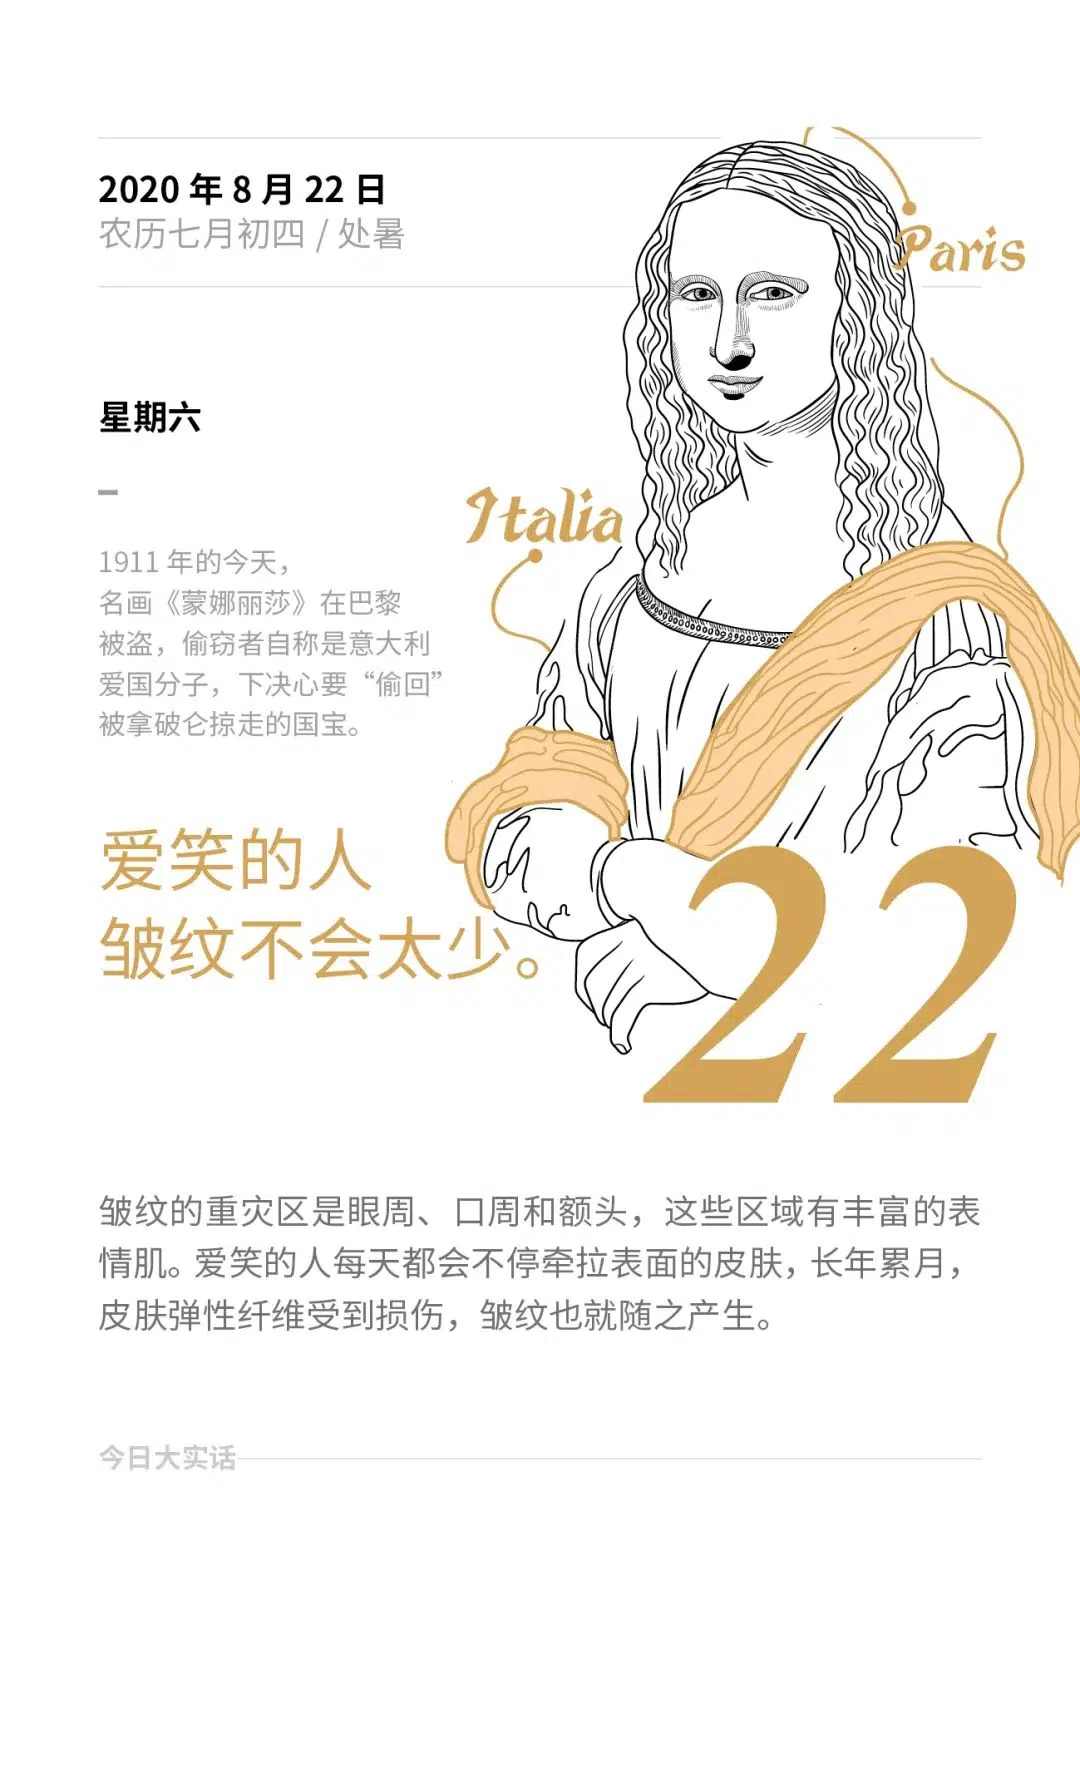 2020 年 8 月 22 日
农历七月初四 / 处暑
Paris
星期六
Italia
1911 年的今天，
名画《蒙娜丽莎》在巴黎
被盗，偷窃者自称是意大利
爱国分子，下决心要“偷回”
被拿破仑掠走的国宝。
爱笑的人
皱纹不会太少。
22
皱纹的重灾区是眼周、口周和额头，这些区域有丰富的表
情肌。爱笑的人每天都会不停牵拉表面的皮肤，长年累月，
皮肤弹性纤维受到损伤，皱纹也就随之产生。
今日大实话